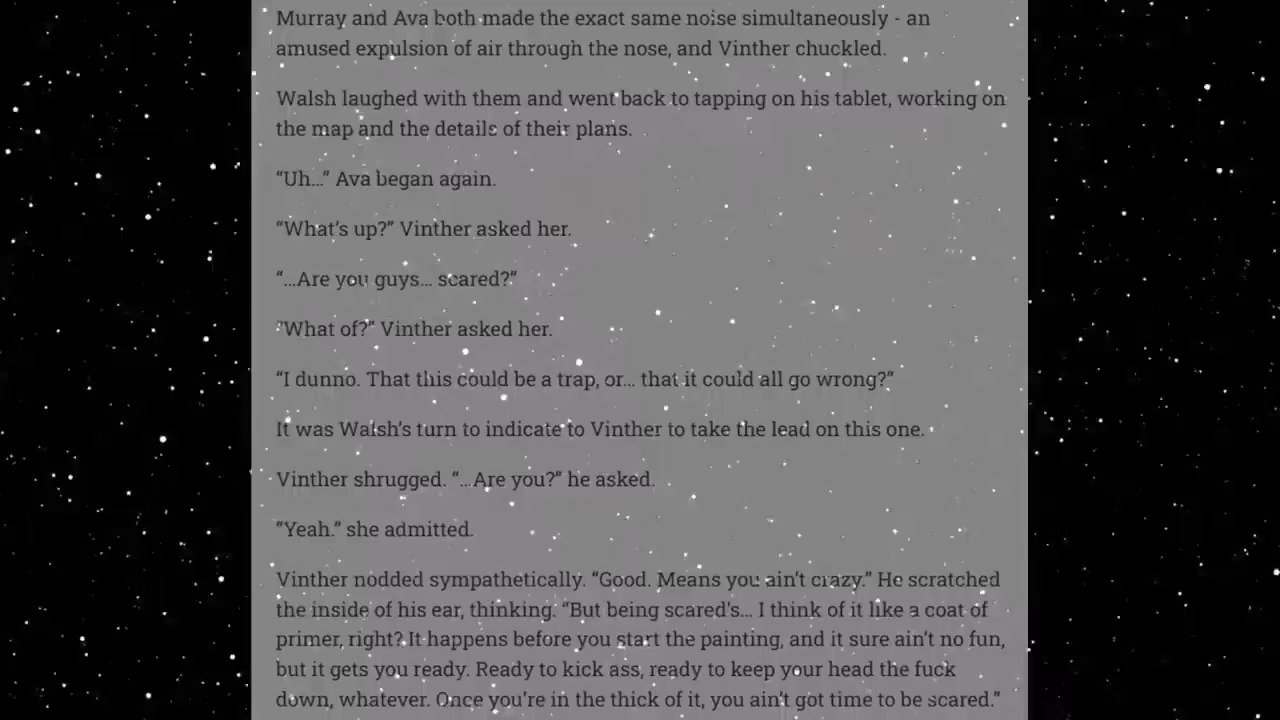 Murray and Ava both made the exact same noise simultaneously - an
amused expulsion of air through the nose, and Vinther chuckled.
Walsh laughed with them and went back to tapping on his tablet, working on
the map and the details of their plans.
“Uh…” Ava began again.
“What’s up?” Vinther asked her.
“…Are you guys… scared?”
“What of?” Vinther asked her.
“I dunno. That this could be a trap, or… that it could all go wrong?”
It was Walsh’s turn to indicate to Vinther to take the lead on this one.
Vinther shrugged. “…Are you?” he asked.
“Yeah.” she admitted.
Vinther nodded sympathetically. “Good. Means you ain’t crazy.” He scratched
the inside of his ear, thinking. “But being scared’s… I think of it like a coat of
primer, right? It happens before you start the painting, and it sure ain’t no fun,
but it gets you ready. Ready to kick ass, ready to keep your head the fuck
down, whatever. Once you’re in the thick of it, you ain’t got time to be scared.”